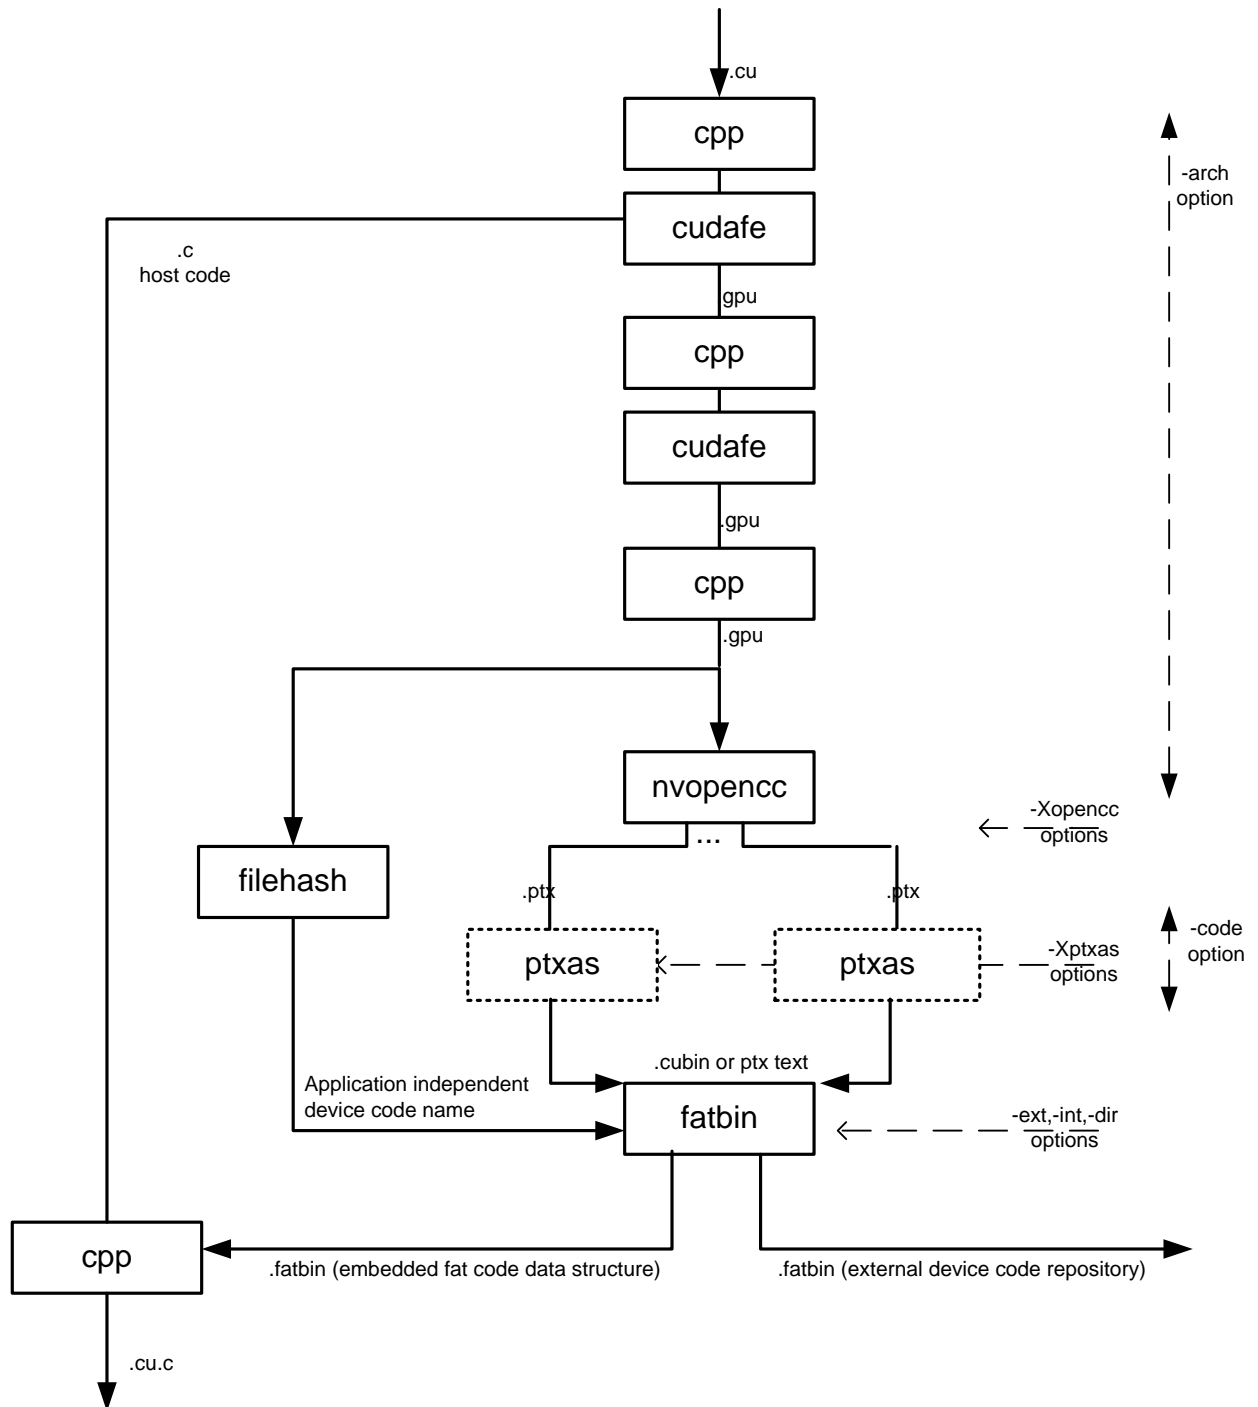 .cu
cpp
-arch
option
cudafe
.c
host code
.gpu
cpp
cudafe
.gpu
cpp
.gpu
nvopencc
...
-Xopencc
options
filehash
.ptx
.ptx
ptxas
ptxas
-Xptxas
options
-code
option
.cubin or ptx text
Application independent
device code name
fatbin
-ext,-int,-dir
options
cpp
.fatbin (embedded fat code data structure)
.fatbin (external device code repository)
.cu.c